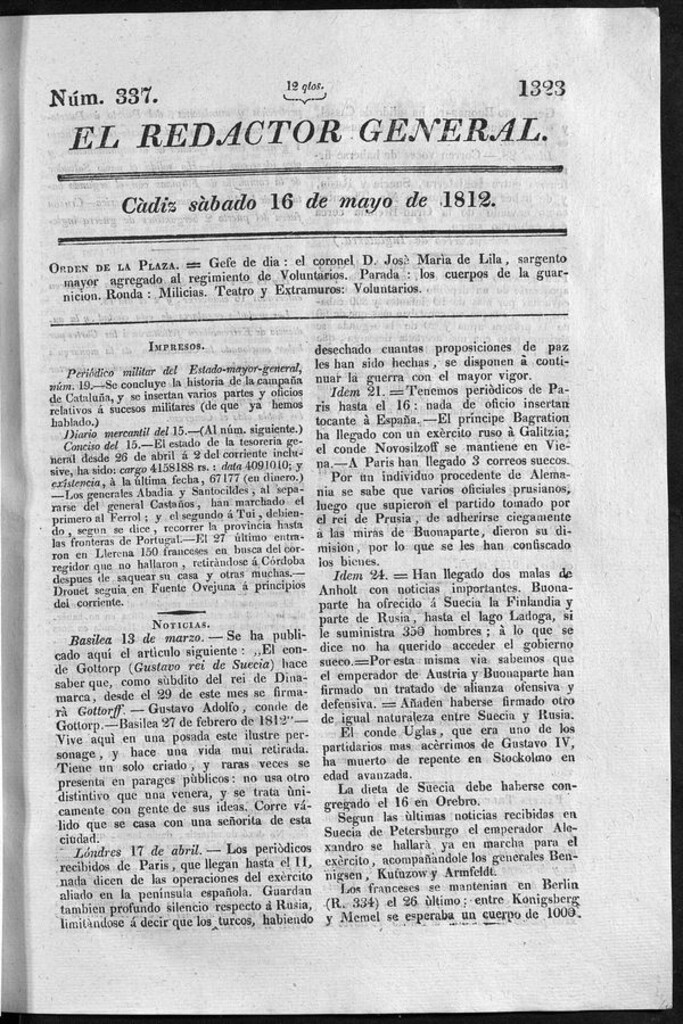 Núm. 337.
12 qtos.
1323
EL REDACTOR GENERAL.
Càdiz sàbado 16 de mayo de 1812.
ORDEN DE LA PLAZA. = Gefe de dia : el coronel D. Josè Maria de Lila, sargento
mayor agregado al regimiento de Voluntarios. Parada : los cuerpos de la guar-
nicion. Ronda : Milicias. Teatro y Extramuros: Voluntarios.
IMPRESOS.
Periódico militar del Estado-mayor-general,
núm. 19.—Se concluye la historia de la campaña
de Cataluña, y se insertan varios partes y oficios
relativos á sucesos militares (de que ya hemos
hablado.)
Diario mercantil del 15.—(Al núm. siguiente.)
Conciso del 15.—El estado de la tesoreria ge-
neral desde 26 de abril á 2 del corriente inclu-
sive, ha sido: cargo 4158188 rs. : data 4091010; y
existencia, à la última fecha, 67177 (en dinero.)
—Los generales Abadia y Santocildes, al sepa-
rarse del general Castaños, han marchado el
primero al Ferrol ; y el segundo á Tui, debien-
do, segun se dice, recorrer la provincia hasta
las fronteras de Portugal.—El 27 último entra-
ron en Llerena 150 franceses en busca del cor-
regidor que no hallaron, retirándose á Córdoba
despues de saquear su casa y otras muchas.—
Drouet seguia en Fuente Ovejuna á principios
del corriente.
NOTICIAS.
Basilea 13 de marzo. — Se ha publi-
cado aquí el articulo siguiente : „El con-
de Gottorp (Gustavo rei de Suecia) hace
saber que, como súbdito del rei de Dina-
marca, desde el 29 de este mes se firma-
rà Gottorff. — Gustavo Adolfo, conde de
Gottorp.—Basilea 27 de febrero de 1812”—
Vive aquì en una posada este ilustre per-
sonage, y hace una vida mui retirada.
Tiene un solo criado, y raras veces se
presenta en parages pùblicos: no usa otro
distintivo que una venera, y se trata ùni-
camente con gente de sus ideas. Corre và-
lido que se casa con una señorita de esta
ciudad.
Lóndres 17 de abril. — Los periòdicos
recibidos de Paris, que llegan hasta el 11,
nada dicen de las operaciones del exèrcito
aliado en la penìnsula española. Guardan
tambien profundo silencio respecto á Rusia,
limitándose á decir que los turcos, habiendo
desechado cuantas proposiciones de paz
les han sido hechas, se disponen á conti-
nuar la guerra con el mayor vigor.
Idem 21. = Tenemos periòdicos de Pa-
ris hasta el 16 : nada de oficio insertan
tocante à España.—El prìncipe Bagration
ha llegado con un exèrcito ruso à Galitzia;
el conde Novosilzoff se mantiene en Vie-
na.—A Paris han llegado 3 correos suecos.
Por un individuo procedente de Alema-
nia se sabe que varios oficiales prusianos,
luego que supieron el partido tomado por
el rei de Prusia, de adherirse ciegamente
à las miras de Buonaparte, dieron su di-
mision, por lo que se les han confiscado
los bienes.
Idem 24. = Han llegado dos malas de
Anholt con noticias importantes. Buona-
parte ha ofrecido á Suecia la Finlandia y
parte de Rusia, hasta el lago Ladoga, si
le suministra 350 hombres ; à lo que se
dice no ha querido acceder el gobierno
sueco.=Por esta misma via sabemos que
el emperador de Austria y Buonaparte han
firmado un tratado de alianza ofensiva y
defensiva. = Añaden haberse firmado otro
de igual naturaleza entre Suecia y Rusia.
El conde Uglas, que era uno de los
partidarios mas acèrrimos de Gustavo IV,
ha muerto de repente en Stockolmo en
edad avanzada.
La dieta de Suecia debe haberse con-
gregado el 16 en Orebro.
Segun las ùltimas noticias recibidas en
Suecia de Petersburgo el emperador Ale-
xandro se hallarà ya en marcha para el
exèrcito, acompañàndole los generales Ben-
nigsen, Kutuzow y Armfeldt.
Los franceses se mantenian en Berlin
(R. 334) el 26 ùltimo ; entre Konigsberg
y Memel se esperaba un cuerpo de 1000.